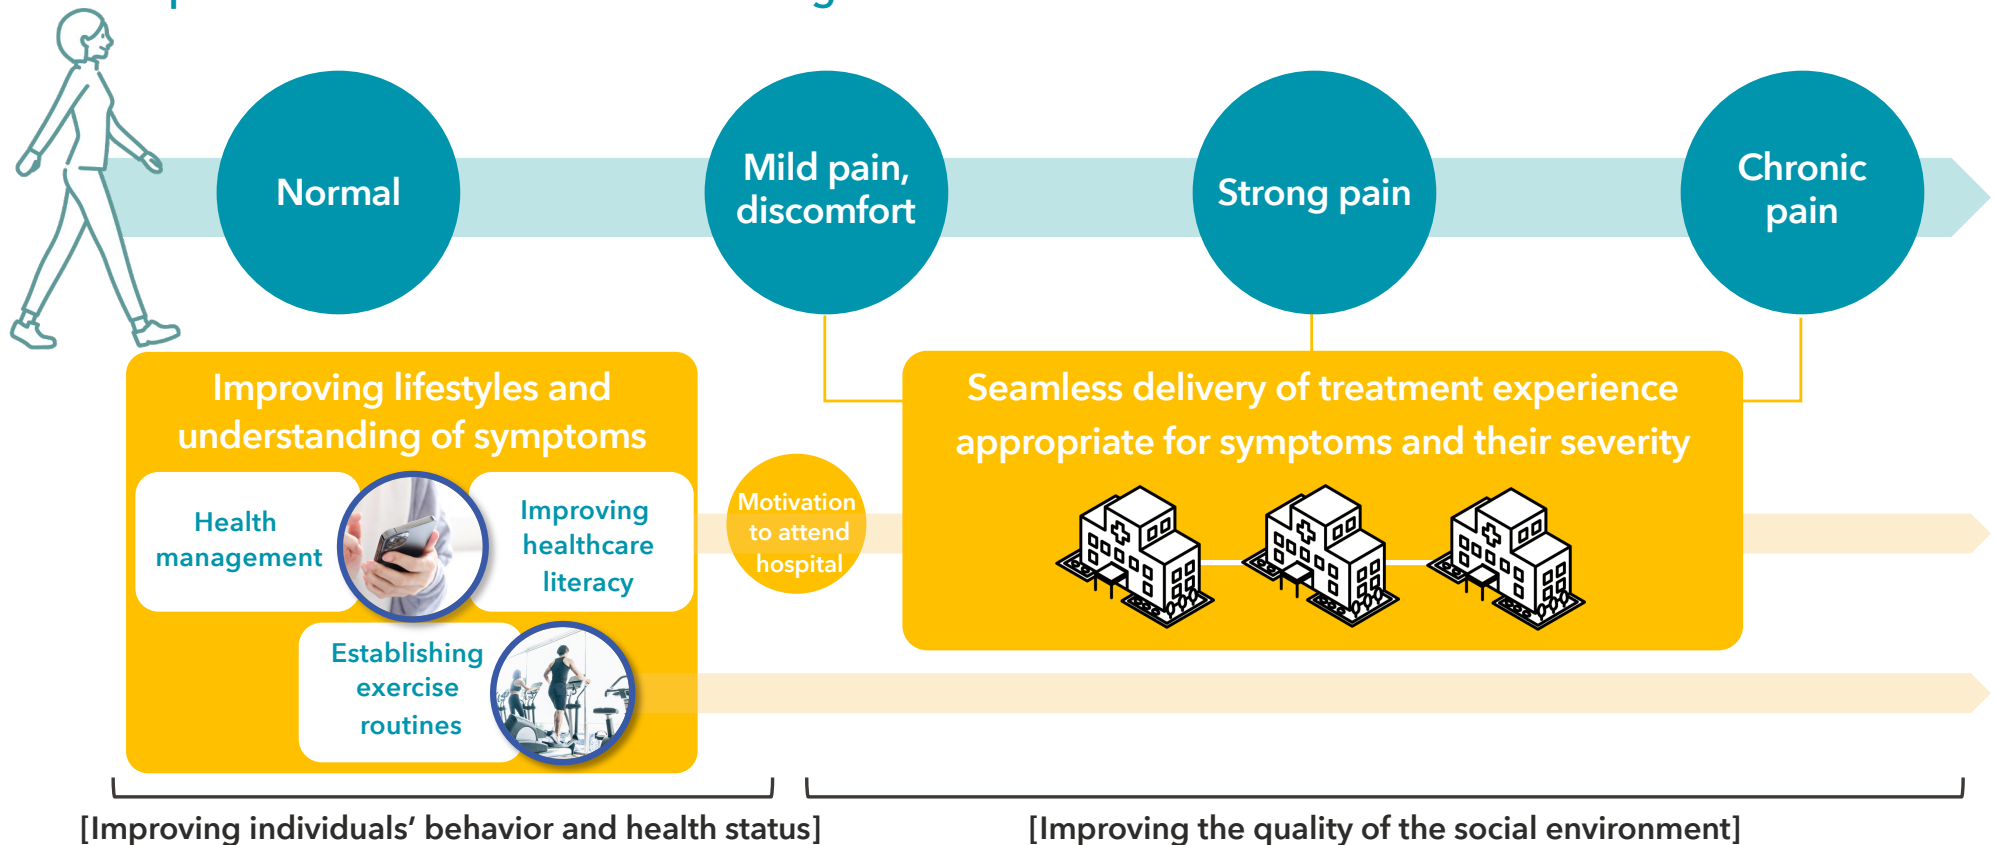 Normal
Mild pain,
discomfort
Strong pain
Chronic
pain
Improving lifestyles and
understanding of symptoms
Health
management
Improving
healthcare
literacy
Establishing
exercise
routines
Motivation
to attend
hospital
Seamless delivery of treatment experience
appropriate for symptoms and their severity
[Improving individuals’ behavior and health status]
[Improving the quality of the social environment]